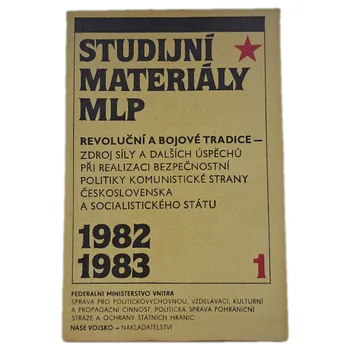 STUDIJNÍ
MATERIÁLY
MLP
REVOLUČNÍ A BOJOVÉ TRADICE —
ZDROJ SÍLY A DALŠÍCH ÚSPĚCHŮ
PŘI REALIZACI BEZPEČNOSTNÍ
POLITIKY KOMUNISTICKÉ STRANY
ČESKOSLOVENSKA
A SOCIALISTICKÉHO STÁTU
1982
1983 1
FEDERÁLNÍ MINISTERSTVO VNITRA
SPRÁVA PRO POLITICKOVÝCHOVNOU, VZDĚLÁVACÍ, KULTURNÍ
A PROPAGAČNÍ ČINNOST, POLITICKÁ SPRÁVA POHRANIČNÍ
STRÁŽE A OCHRANY STÁTNÍCH HRANIC
NAŠE VOJSKO — NAKLADATELSTVÍ